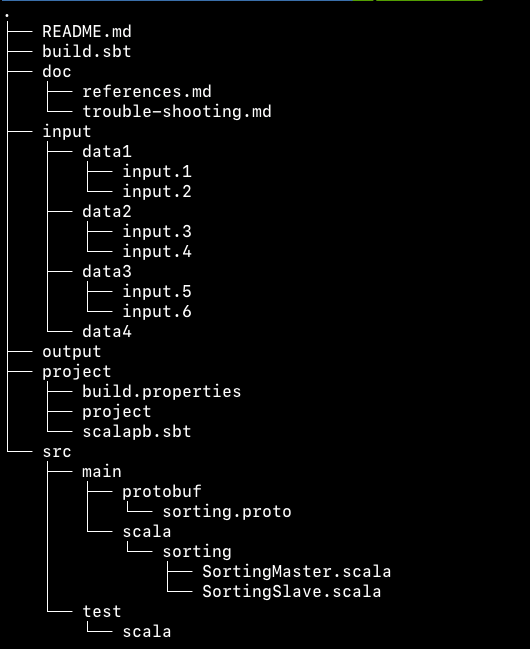 .
├── README.md
├── build.sbt
├── doc
│   ├── references.md
│   └── trouble-shooting.md
├── input
│   ├── data1
│   │   ├── input.1
│   │   └── input.2
│   ├── data2
│   │   ├── input.3
│   │   └── input.4
│   ├── data3
│   │   ├── input.5
│   │   └── input.6
│   └── data4
├── output
├── project
│   ├── build.properties
│   ├── project
│   └── scalapb.sbt
└── src
    ├── main
    │   ├── protobuf
    │   │   └── sorting.proto
    │   └── scala
    │       └── sorting
    │           ├── SortingMaster.scala
    │           └── SortingSlave.scala
    └── test
        └── scala